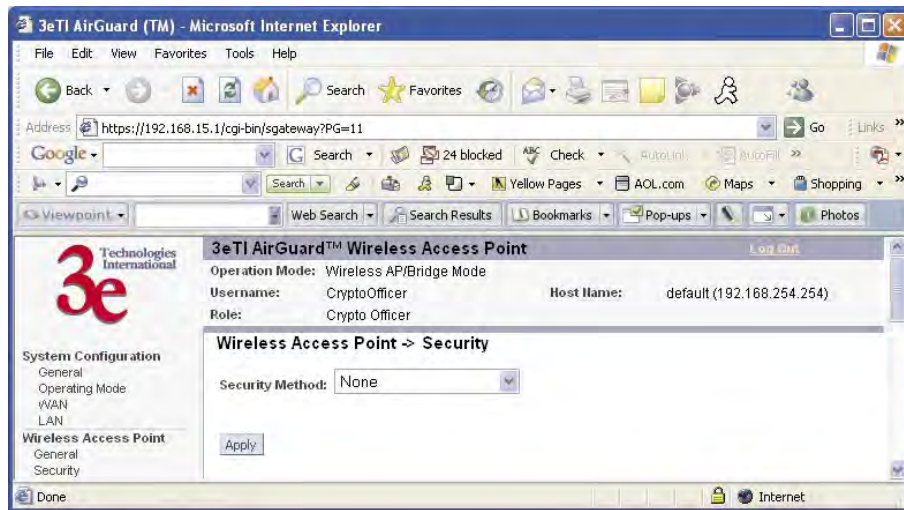 3eTI AirGuard (TM) - Microsoft Internet Explorer
File Edit View Favorites Tools Help
Back Search Favorites
Address https://192.168.15.1/cgi-bin/sgateway?PG=11 Go Links »
Google Search 24 blocked Check AutoLink AutoFill »
Search Yellow Pages AOL.com Maps Shopping »
Viewpoint Web Search Search Results Bookmarks Pop-ups Photos
3e Technologies International
3eTI AirGuard™ Wireless Access Point Log Out
Operation Mode: Wireless AP/Bridge Mode
Username: CryptoOfficer Host Name: default (192.168.254.254)
Role: Crypto Officer
System Configuration
General
Operating Mode
WAN
LAN
Wireless Access Point
General
Security
Wireless Access Point -> Security
Security Method: None
Apply
Done Internet